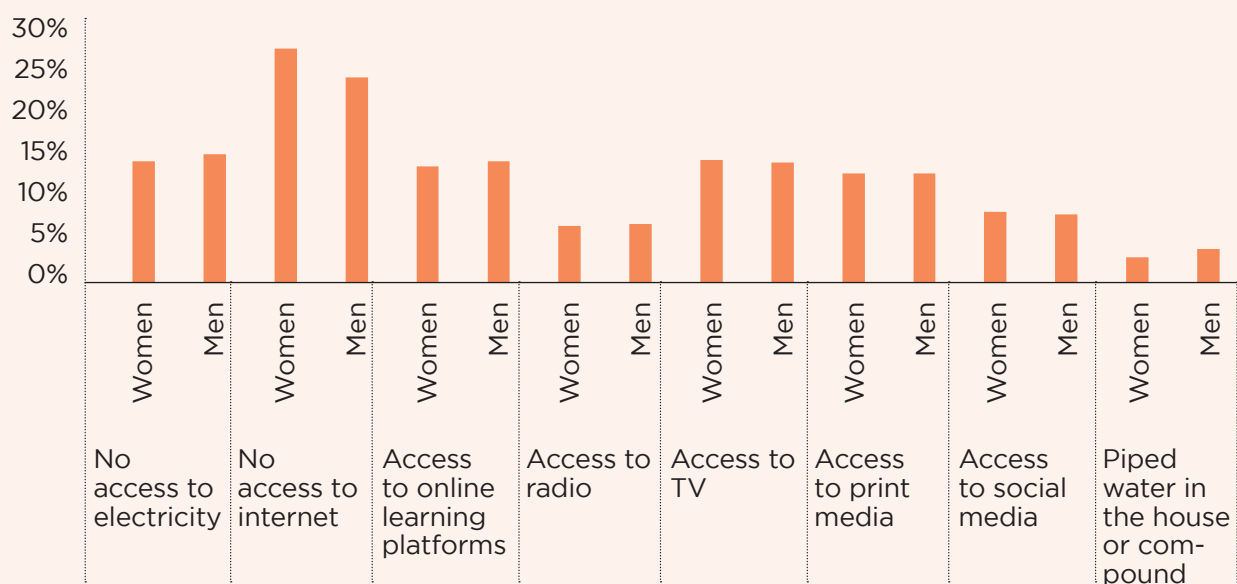 30%
25%
20%
15%
10%
5%
0%
Women
Men
Women
Men
Women
Men
Women
Men
Women
Men
Women
Men
Women
Men
Women
Men
No
access to
electricity
No
access to
internet
Access
to online
learning
platforms
Access to
radio
Access to
TV
Access
to print
media
Access
to social
media
Piped
water in
the house
or com-
pound